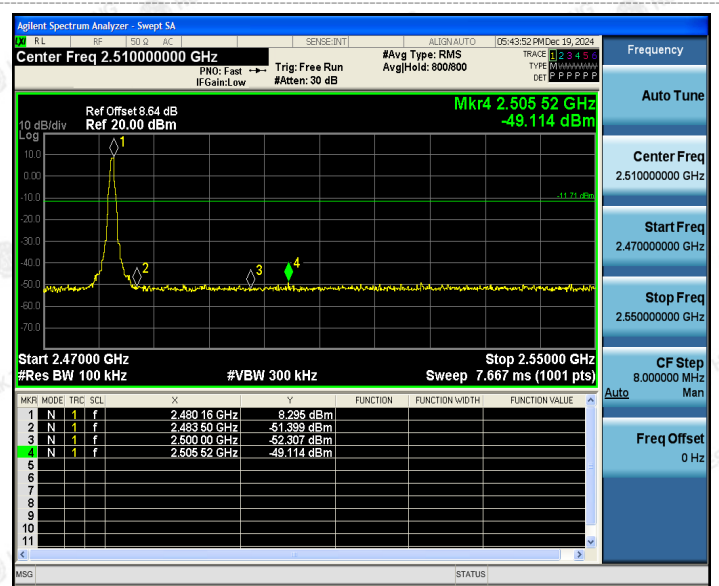 Agilent Spectrum Analyzer - Swept SA
LXI RL RF 50 Ω AC SENSE:INT ALIGN AUTO 05:43:52 PM Dec 19, 2024
Center Freq 2.510000000 GHz
PNO: Fast
IFGain:Low
Trig: Free Run
#Atten: 30 dB
#Avg Type: RMS
Avg|Hold: 800/800
TRACE 1 2 3 4 5 6
TYPE MWWWWW
DET P P P P P P
Ref Offset 8.64 dB
Ref 20.00 dBm
10 dB/div
Log
Mkr4 2.505 52 GHz
-49.114 dBm
10.0
0.00
-10.0
-20.0
-30.0
-40.0
-50.0
-60.0
-70.0
-11.71 dBm
1
2
3
4
Start 2.47000 GHz
Stop 2.55000 GHz
#Res BW 100 kHz
#VBW 300 kHz
Sweep 7.667 ms (1001 pts)
MKR MODE TRC SCL X Y FUNCTION FUNCTION WIDTH FUNCTION VALUE
1 N 1 f 2.480 16 GHz 8.295 dBm
2 N 1 f 2.483 50 GHz -51.399 dBm
3 N 1 f 2.500 00 GHz -52.307 dBm
4 N 1 f 2.505 52 GHz -49.114 dBm
5
6
7
8
9
10
11
MSG
STATUS
Frequency
Auto Tune
Center Freq
2.510000000 GHz
Start Freq
2.470000000 GHz
Stop Freq
2.550000000 GHz
CF Step
8.000000 MHz
Auto Man
Freq Offset
0 Hz